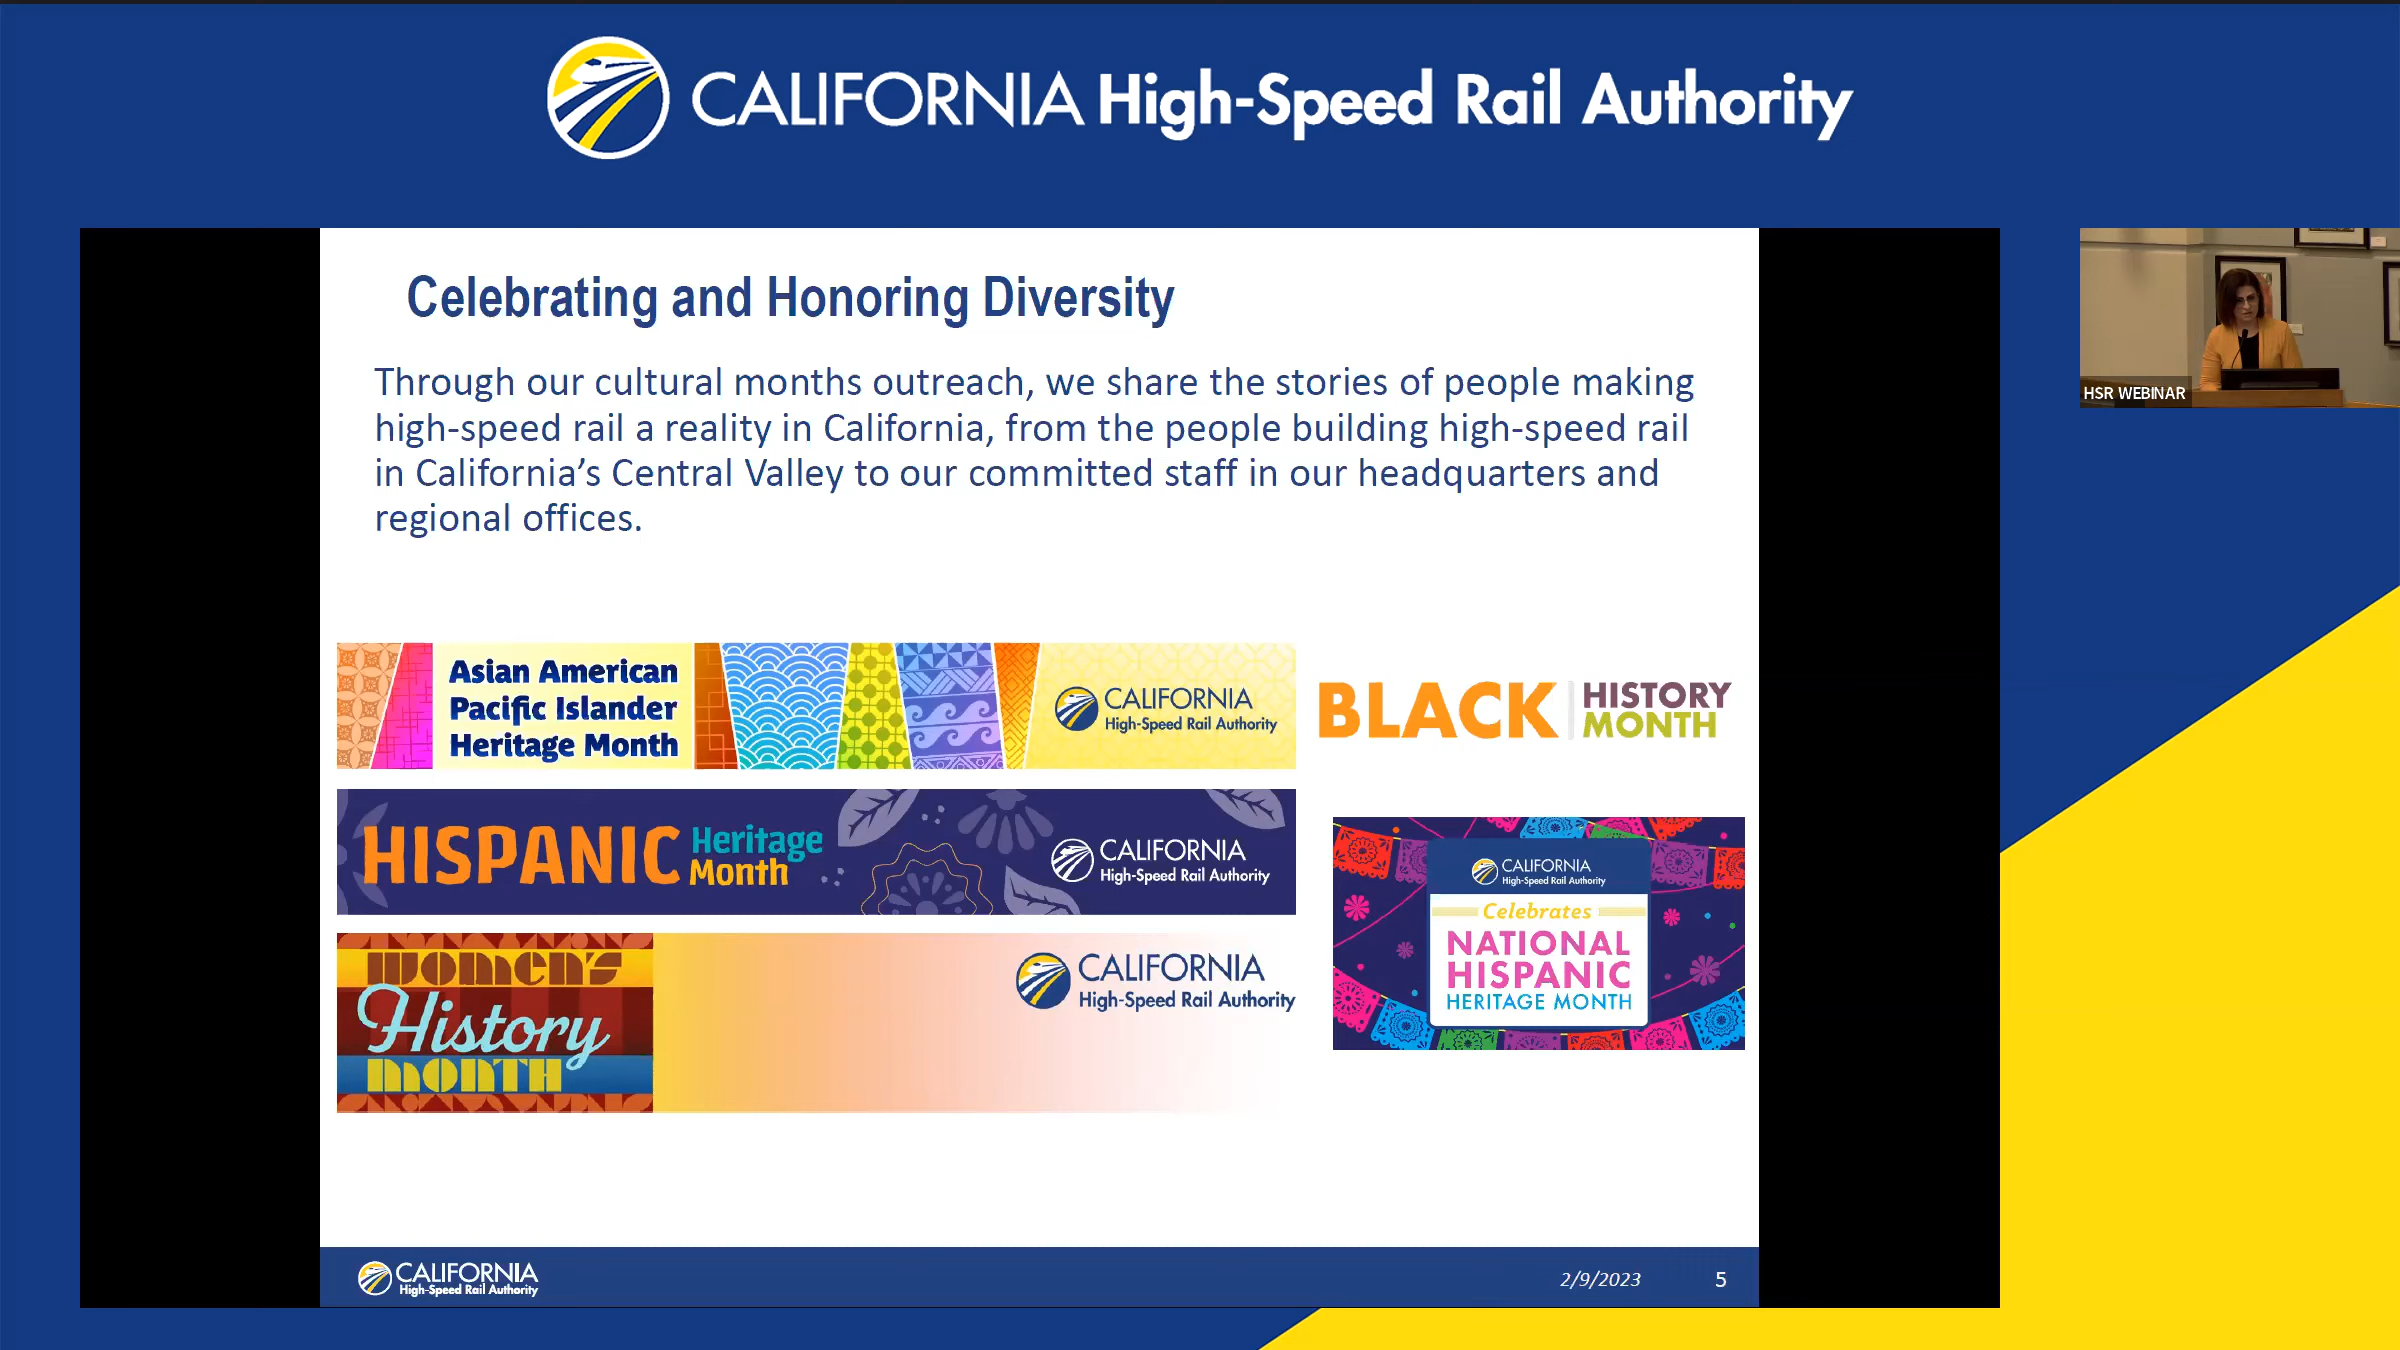 CALIFORNIA High-Speed Rail Authority
Celebrating and Honoring Diversity
Through our cultural months outreach, we share the stories of people making
high-speed rail a reality in California, from the people building high-speed rail
in California’s Central Valley to our committed staff in our headquarters and
regional offices.
Asian American
Pacific Islander
Heritage Month
CALIFORNIA
High-Speed Rail Authority
BLACK
HISTORY
MONTH
HISPANIC
Heritage
Month
CALIFORNIA
High-Speed Rail Authority
CALIFORNIA
High-Speed Rail Authority
Celebrates
NATIONAL
HISPANIC
HERITAGE MONTH
WOMEN'S
History
MONTH
CALIFORNIA
High-Speed Rail Authority
CALIFORNIA
High-Speed Rail Authority
2/9/2023
5
HSR WEBINAR